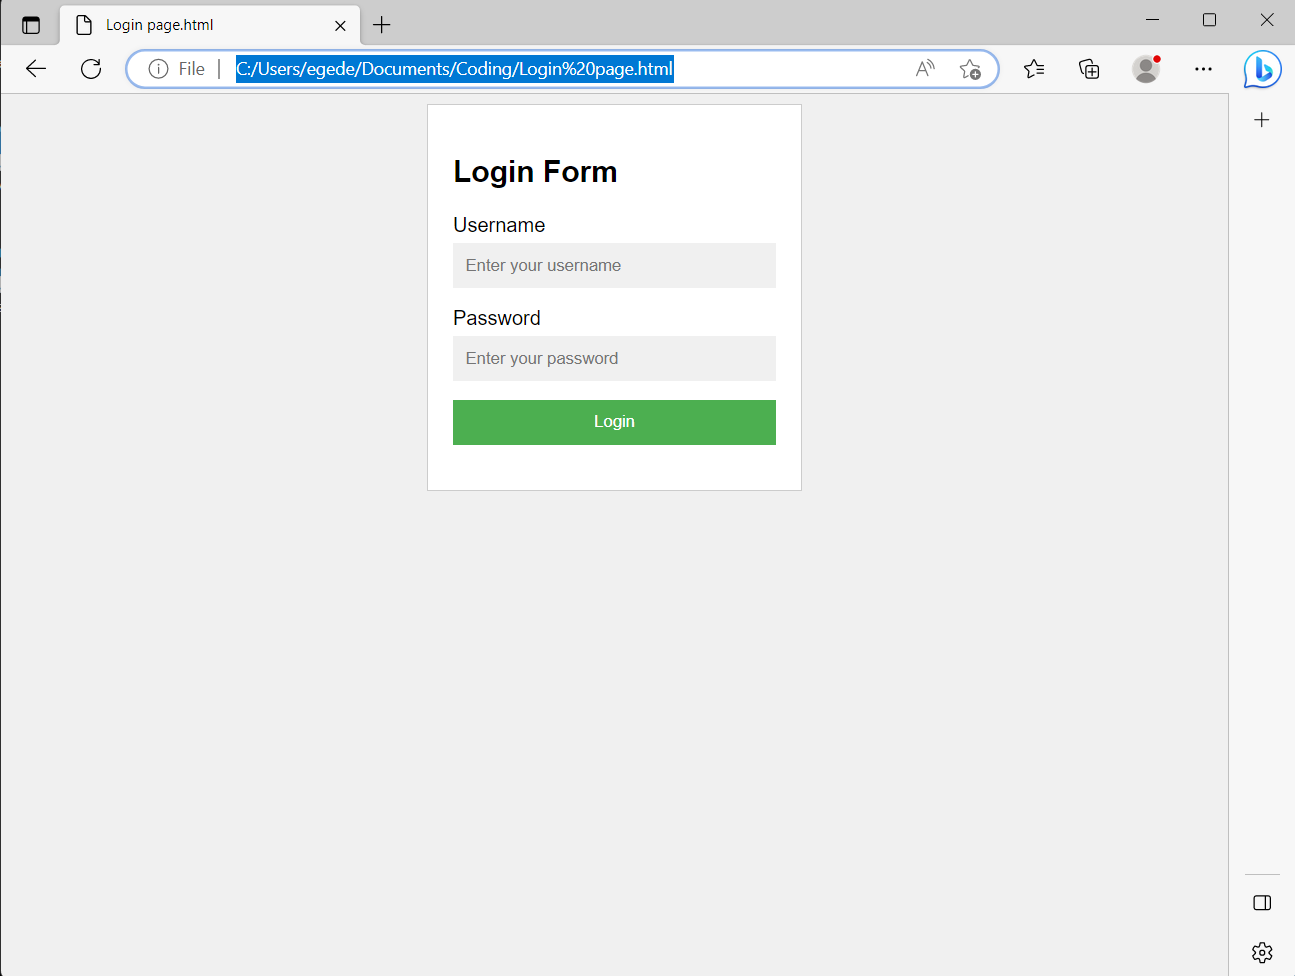 Login page.html
File C:/Users/egede/Documents/Coding/Login%20page.html
Login Form
Username
Enter your username
Password
Enter your password
Login